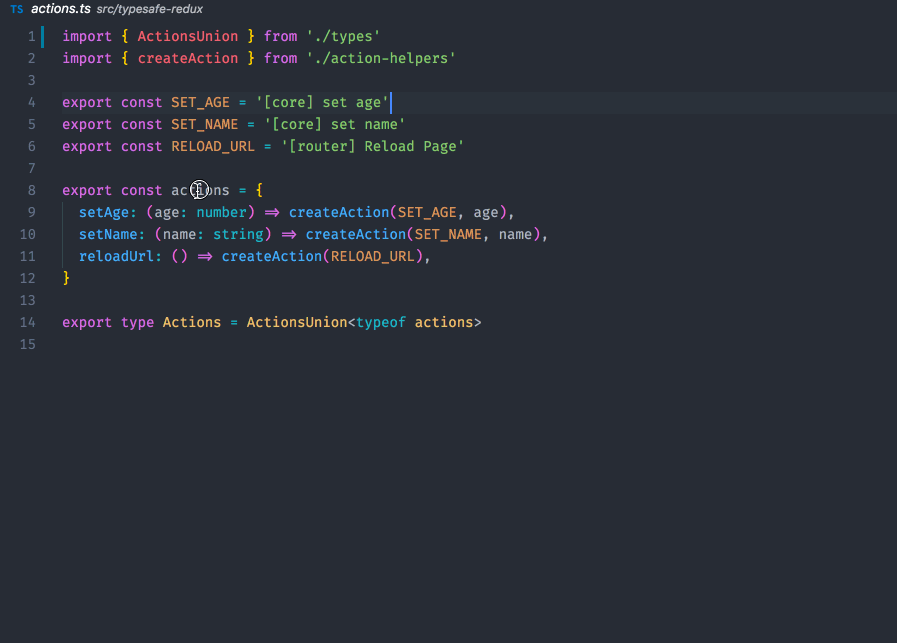 TS actions.ts src/typesafe-redux
1 import { ActionsUnion } from './types'
2 import { createAction } from './action-helpers'
3
4 export const SET_AGE = '[core] set age'
5 export const SET_NAME = '[core] set name'
6 export const RELOAD_URL = '[router] Reload Page'
7
8 export const actions = {
9 setAge: (age: number) => createAction(SET_AGE, age),
10 setName: (name: string) => createAction(SET_NAME, name),
11 reloadUrl: () => createAction(RELOAD_URL),
12 }
13
14 export type Actions = ActionsUnion<typeof actions>
15